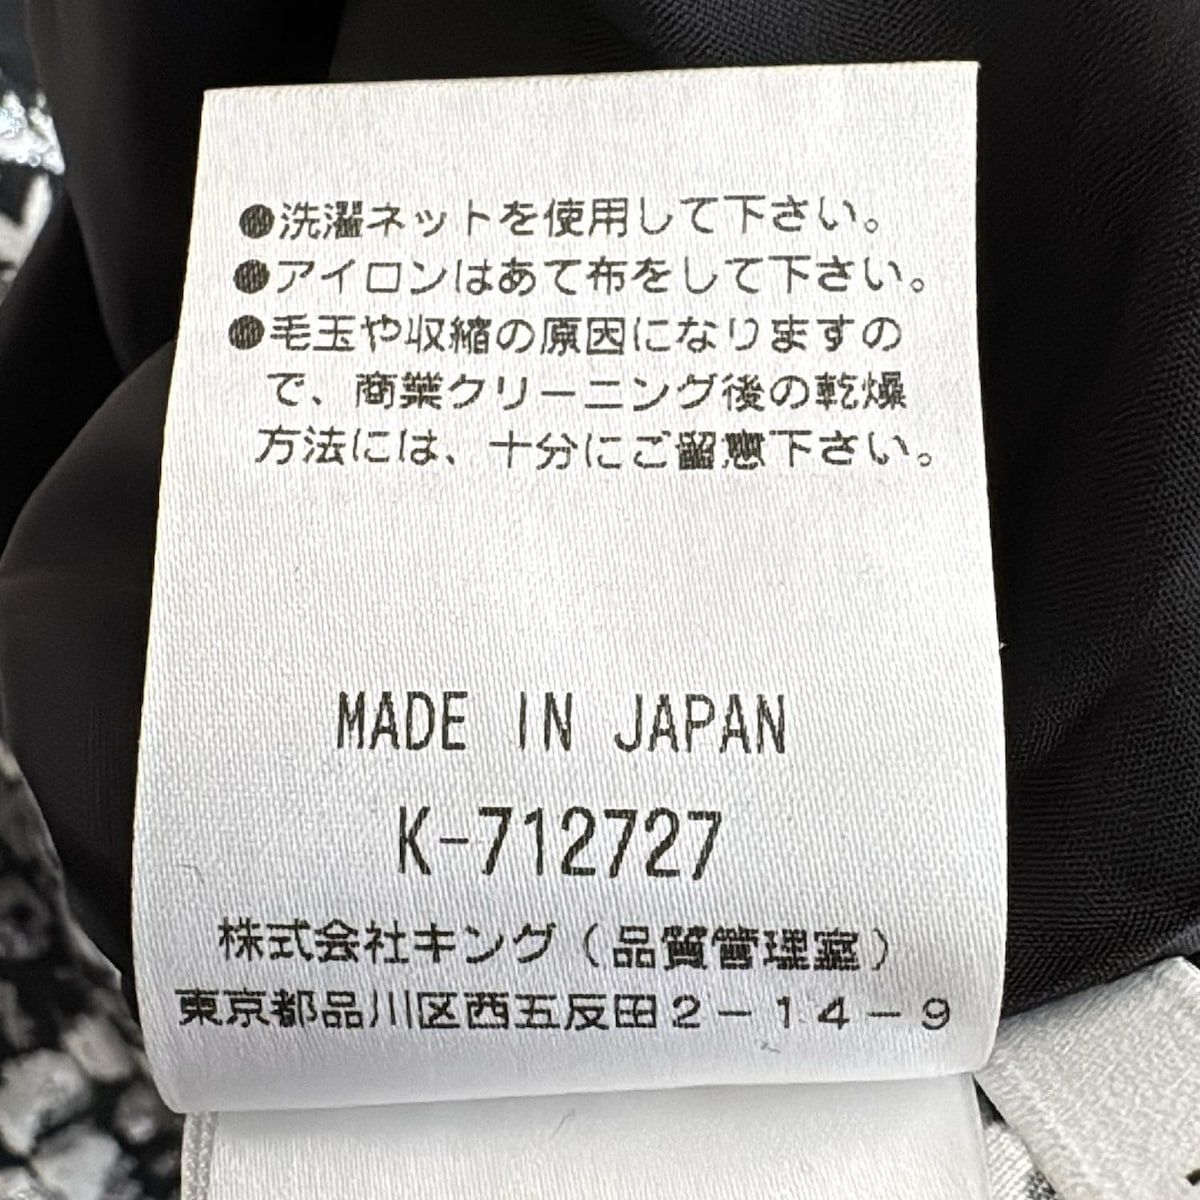 ●洗濯ネットを使用して下さい。
●アイロンはあて布をして下さい。
●毛玉や収縮の原因になりますの
で、商業クリーニング後の乾燥
方法には、十分にご留意下さい。
MADE IN JAPAN
K-712727
株式会社キング(品質管理室)
東京都品川区西五反田2-14-9